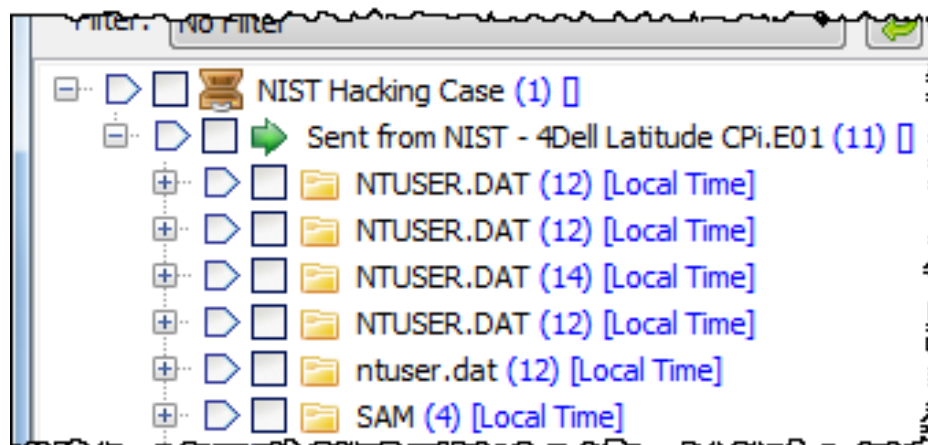 Filter: No Filter
NIST Hacking Case (1) []
Sent from NIST - 4Dell Latitude CPi.E01 (11) []
NTUSER.DAT (12) [Local Time]
NTUSER.DAT (12) [Local Time]
NTUSER.DAT (14) [Local Time]
NTUSER.DAT (12) [Local Time]
ntuser.dat (12) [Local Time]
SAM (4) [Local Time]